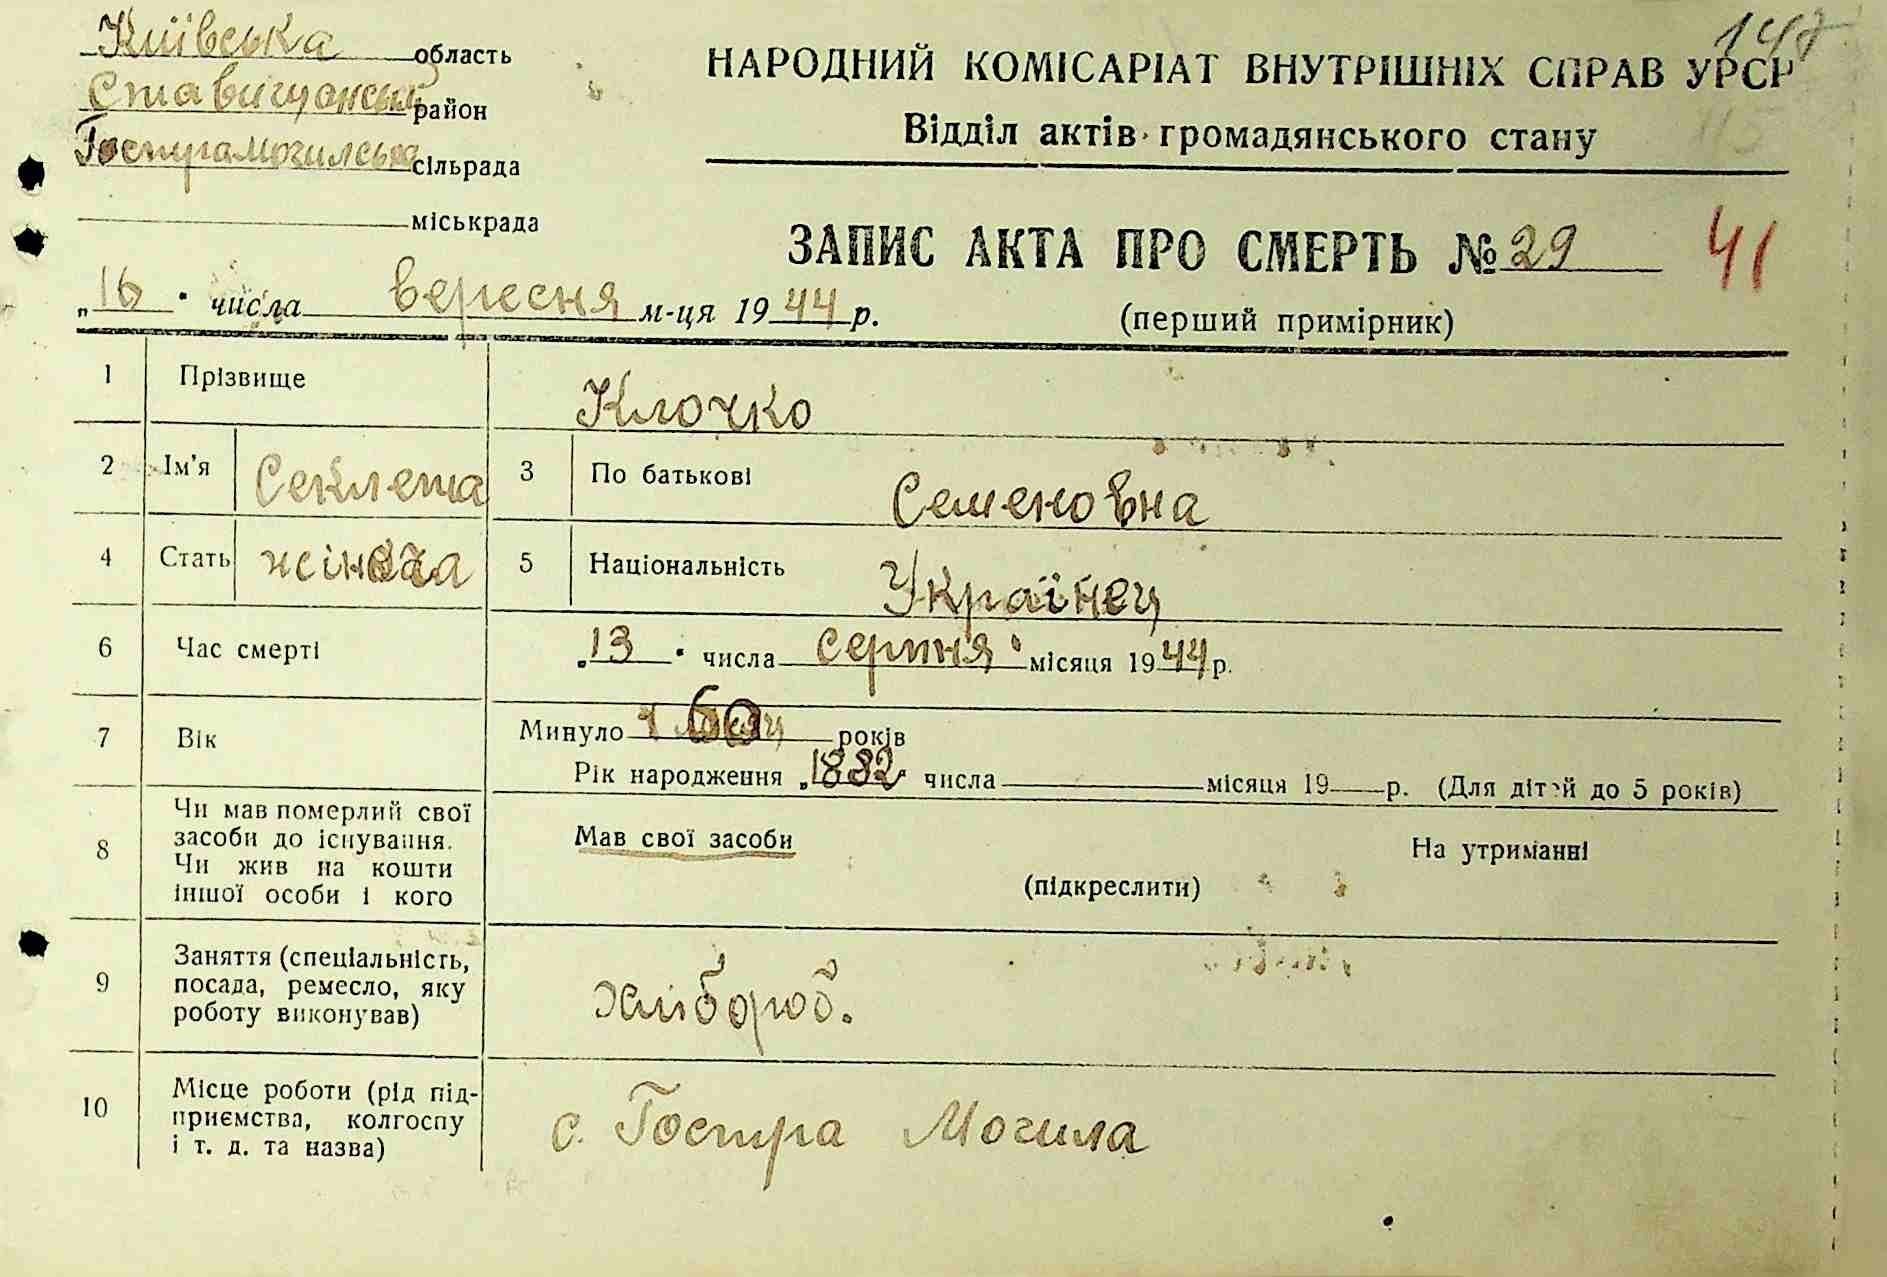 Київська область
Ставищанський район
Гострамогилська сільрада
міськрада
147
НАРОДНИЙ КОМІСАРІАТ ВНУТРІШНІХ СПРАВ УРСР
Відділ актів громадянського стану
115
ЗАПИС АКТА ПРО СМЕРТЬ № 29
41
(перший примірник)
„16" числа вересня м-ця 1944 р.
1 Прізвище Клочко
2 Ім'я Секлета 3 По батькові Семеновна
4 Стать жіноча 5 Національність Українец
6 Час смерті „13" числа серпня місяця 1944 р.
7 Вік Минуло 60 років
Рік народження „1882" числа місяця 19 р. (Для дітей до 5 років)
8 Чи мав померлий свої засоби до існування. Чи жив на кошти іншої особи і кого
Мав свої засоби На утриманні
(підкреслити)
9 Заняття (спеціальність, посада, ремесло, яку роботу виконував) хлібороб.
10 Місце роботи (рід підприємства, колгоспу і т. д. та назва) с. Гостра Могила